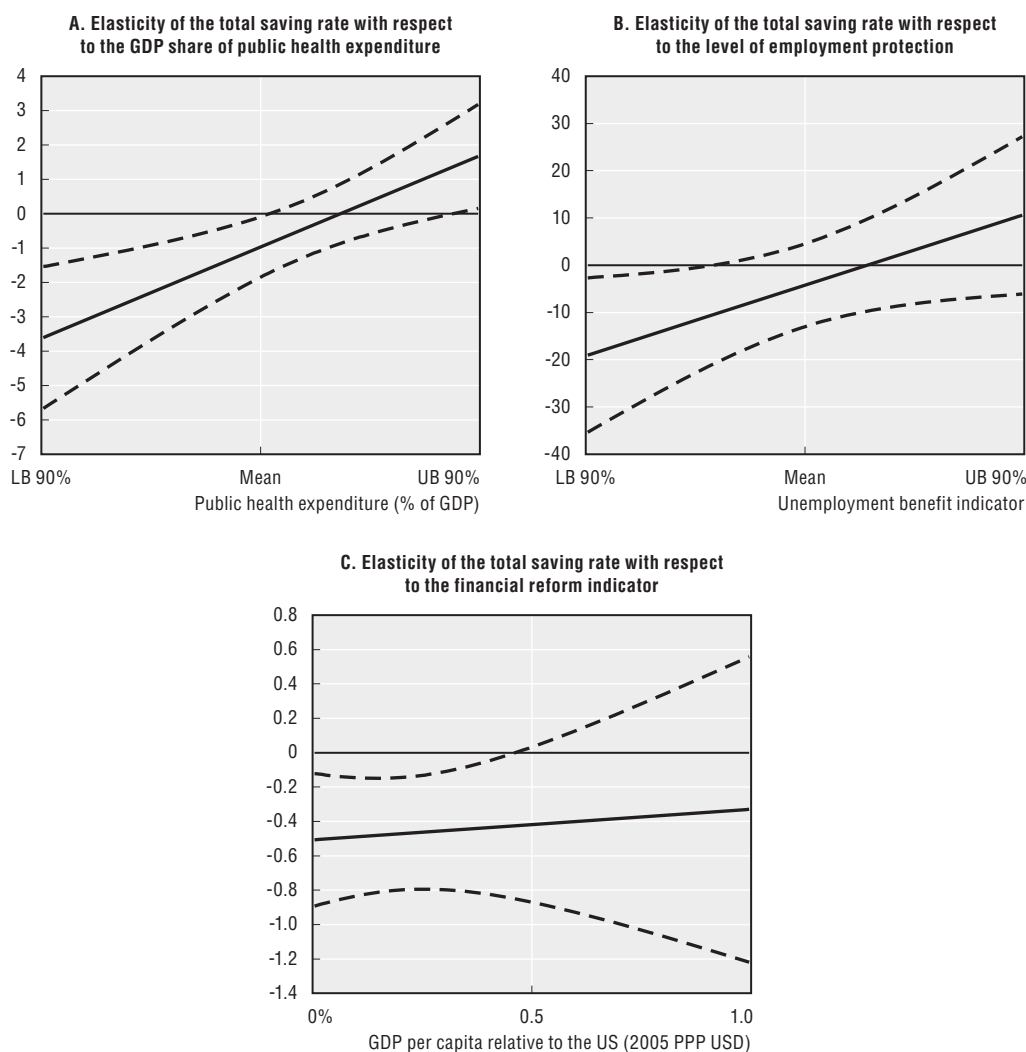 A. Elasticity of the total saving rate with respect
to the GDP share of public health expenditure
4
3
2
1
0
-1
-2
-3
-4
-5
-6
-7
LB 90%
Mean
UB 90%
Public health expenditure (% of GDP)
B. Elasticity of the total saving rate with respect
to the level of employment protection
40
30
20
10
0
-10
-20
-30
-40
LB 90%
Mean
UB 90%
Unemployment benefit indicator
C. Elasticity of the total saving rate with respect
to the financial reform indicator
0.8
0.6
0.4
0.2
0
-0.2
-0.4
-0.6
-0.8
-1.0
-1.2
-1.4
0%
0.5
1.0
GDP per capita relative to the US (2005 PPP USD)